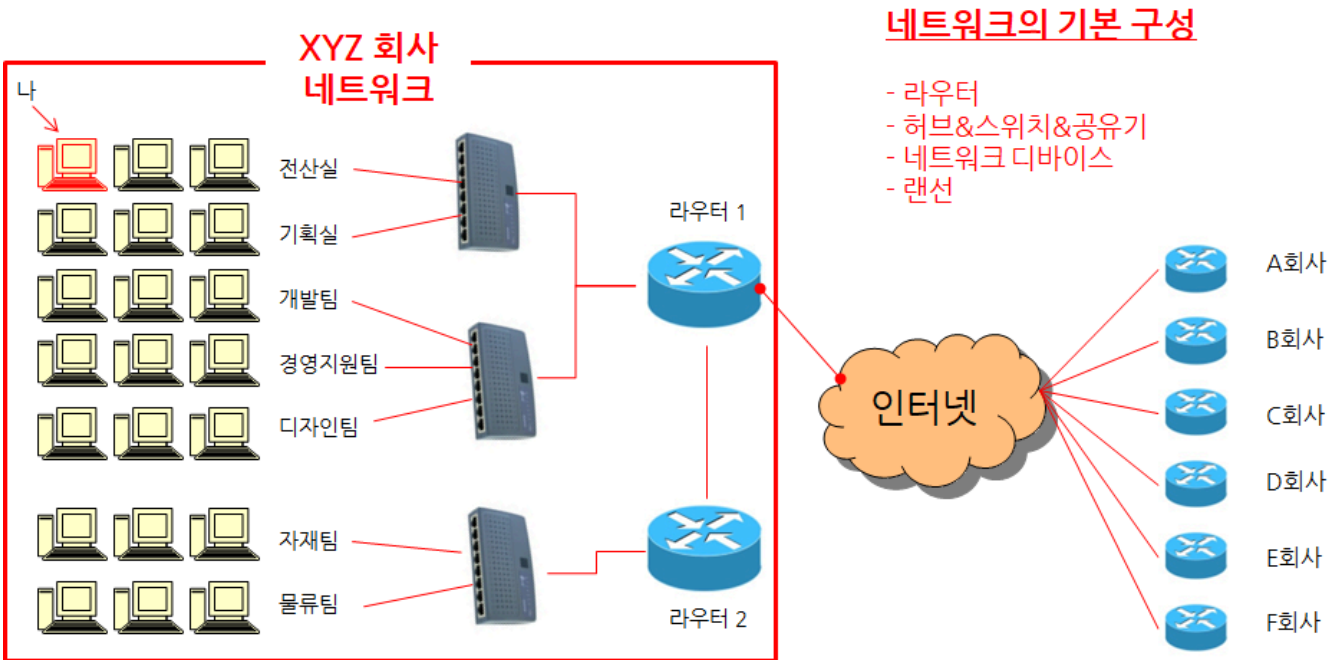 네트워크의 기본 구성
- 라우터
- 허브&스위치&공유기
- 네트워크 디바이스
- 랜선
XYZ 회사
네트워크
나
전산실
기획실
개발팀
경영지원팀
디자인팀
자재팀
물류팀
라우터 1
라우터 2
인터넷
A회사
B회사
C회사
D회사
E회사
F회사